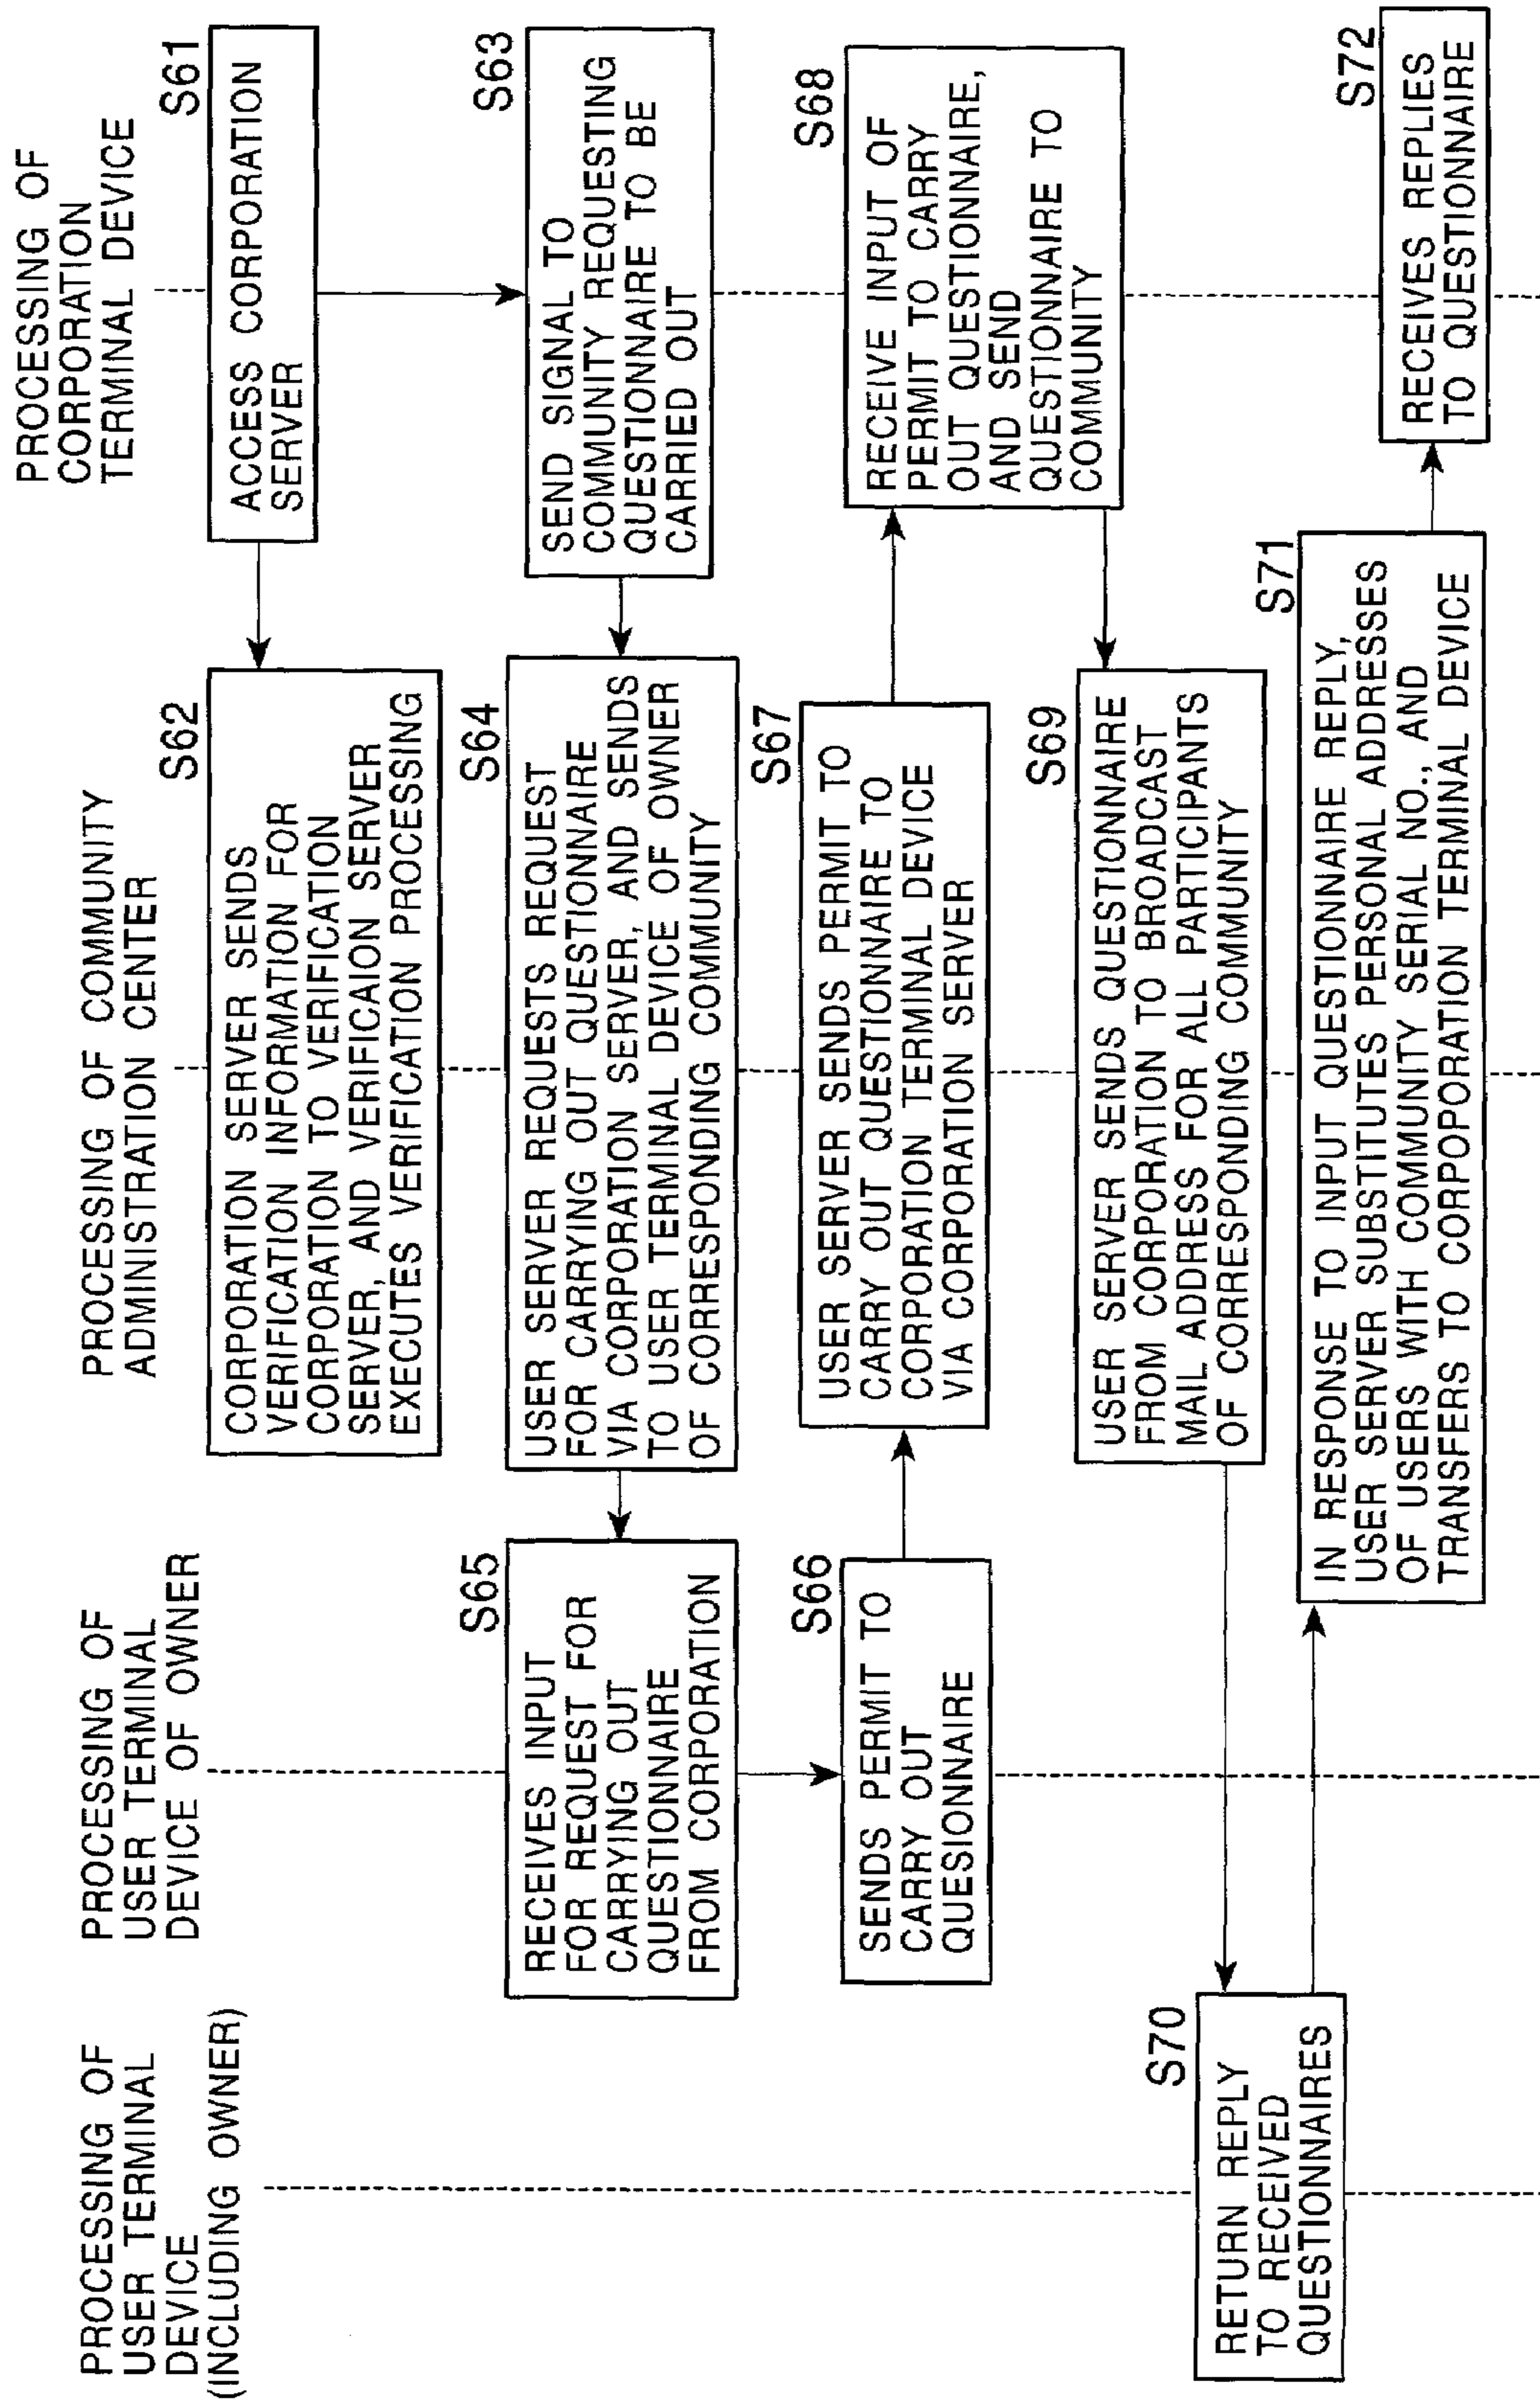 PROCESSING OF
USER TERMINAL
DEVICE
(INCLUDING OWNER)
PROCESSING OF
USER TERMINAL
DEVICE OF OWNER
PROCESSING OF COMMUNITY
ADMINISTRATION CENTER
PROCESSING OF
CORPORATION
TERMINAL DEVICE
S61
ACCESS CORPORATION
SERVER
S62
CORPORATION SERVER SENDS
VERIFICATION INFORMATION FOR
CORPORATION TO VERIFICATION
SERVER, AND VERIFICAION SERVER
EXECUTES VERIFICATION PROCESSING
S63
SEND SIGNAL TO
COMMUNITY REQUESTING
QUESTIONNAIRE TO BE
CARRIED OUT
S64
USER SERVER REQUESTS REQUEST
FOR CARRYING OUT QUESTIONNAIRE
VIA CORPORATION SERVER, AND SENDS
TO USER TERMINAL DEVICE OF OWNER
OF CORRESPONDING COMMUNITY
S65
RECEIVES INPUT
FOR REQUEST FOR
CARRYING OUT
QUESTIONNAIRE
FROM CORPORATION
S66
SENDS PERMIT TO
CARRY OUT
QUESIONNAIRE
S67
USER SERVER SENDS PERMIT TO
CARRY OUT QUESTIONNAIRE TO
CORPORATION TERMINAL DEVICE
VIA CORPORATION SERVER
S68
RECEIVE INPUT OF
PERMIT TO CARRY
OUT QUESTIONNAIRE,
AND SEND
QUESTIONNAIRE TO
COMMUNITY
S69
USER SERVER SENDS QUESTIONNAIRE
FROM CORPORATION TO BROADCAST
MAIL ADDRESS FOR ALL PARTICIPANTS
OF CORRESPONDING COMMUNITY
S70
RETURN REPLY
TO RECEIVED
QUESTIONNAIRES
S71
IN RESPONSE TO INPUT QUESTIONNAIRE REPLY,
USER SERVER SUBSTITUTES PERSONAL ADDRESSES
OF USERS WITH COMMUNITY SERIAL NO., AND
TRANSFERS TO CORPOPORATION TERMINAL DEVICE
S72
RECEIVES REPLIES
TO QUESTIONNAIRE